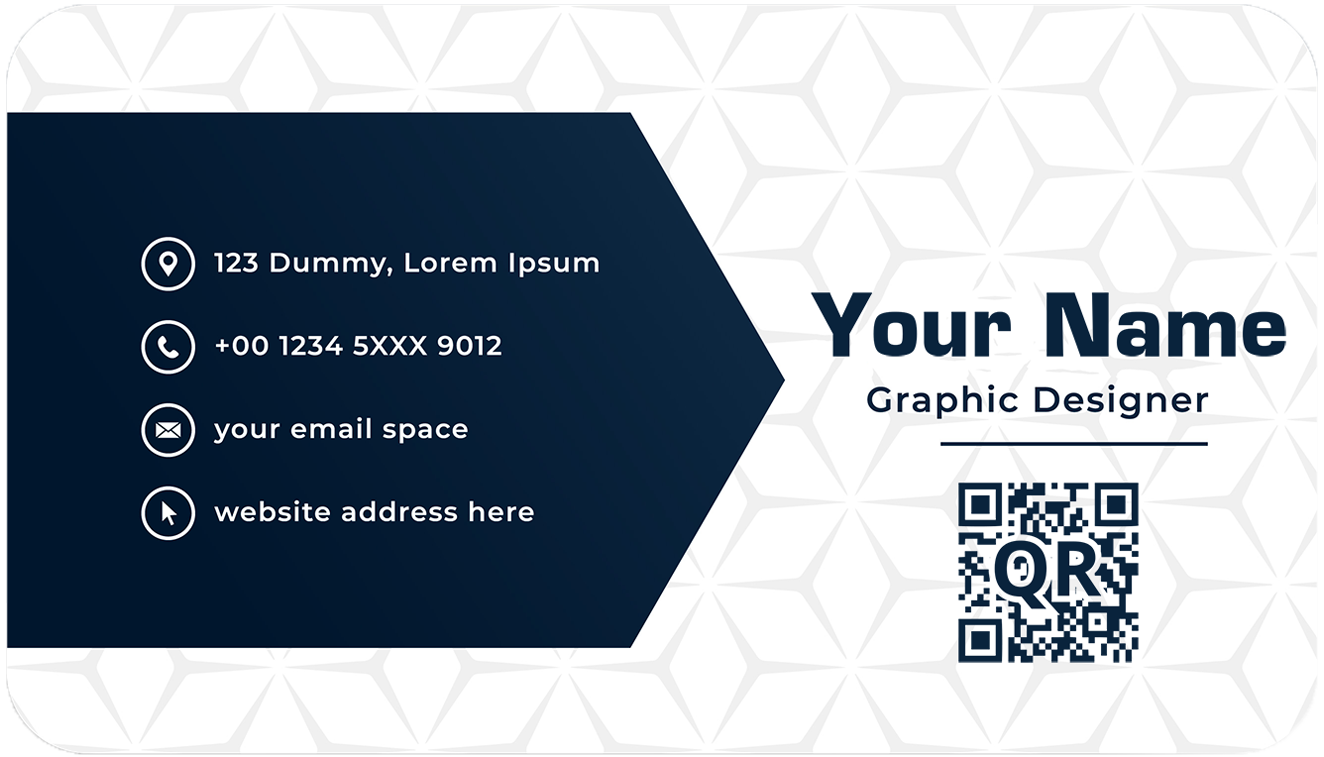 123 Dummy, Lorem Ipsum
+00 1234 5XXX 9012
your email space
website address here
Your Name
Graphic Designer
QR